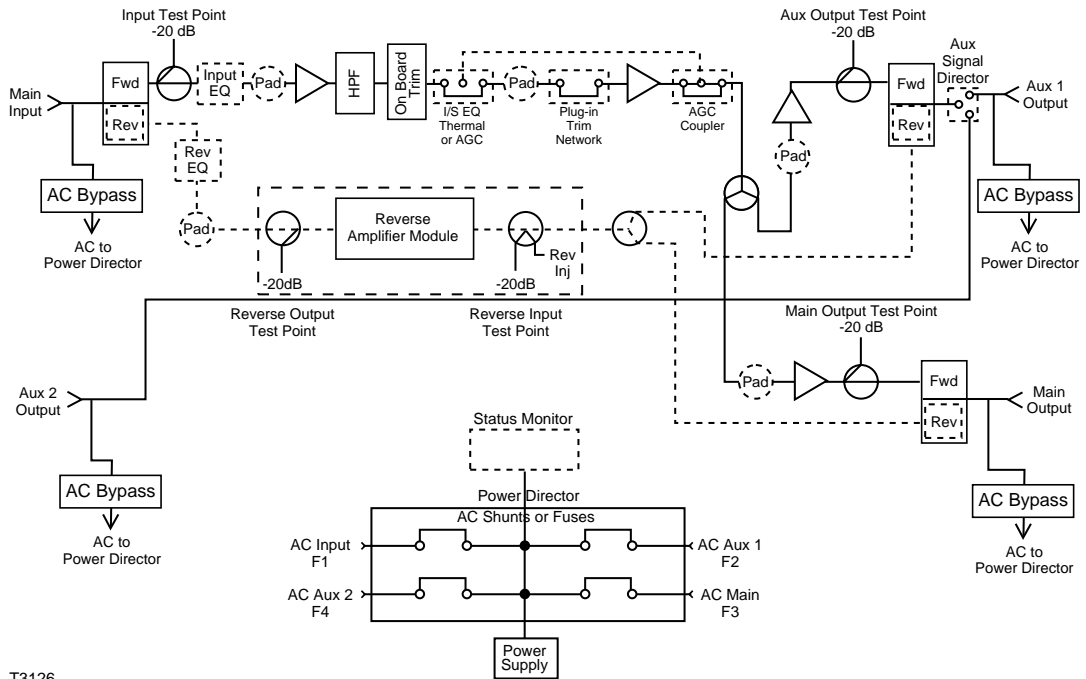 Input Test Point
-20 dB
Aux Output Test Point
-20 dB
Aux
Signal
Director
Main
Input
Fwd
Rev
Input
EQ
Pad
HPF
On Board
Trim
I/S EQ
Thermal
or AGC
Pad
Plug-in
Trim
Network
AGC
Coupler
Pad
Fwd
Rev
Aux 1
Output
Rev
EQ
AC Bypass
AC to
Power Director
Pad
-20dB
Reverse
Amplifier Module
-20dB
Rev
Inj
Reverse Output
Test Point
Reverse Input
Test Point
AC Bypass
AC to
Power Director
Main Output Test Point
-20 dB
Pad
Fwd
Rev
Main
Output
Aux 2
Output
AC Bypass
AC to
Power Director
AC Bypass
AC to
Power Director
Status Monitor
Power Director
AC Shunts or Fuses
AC Input
F1
AC Aux 1
F2
AC Aux 2
F4
AC Main
F3
Power
Supply
T3126